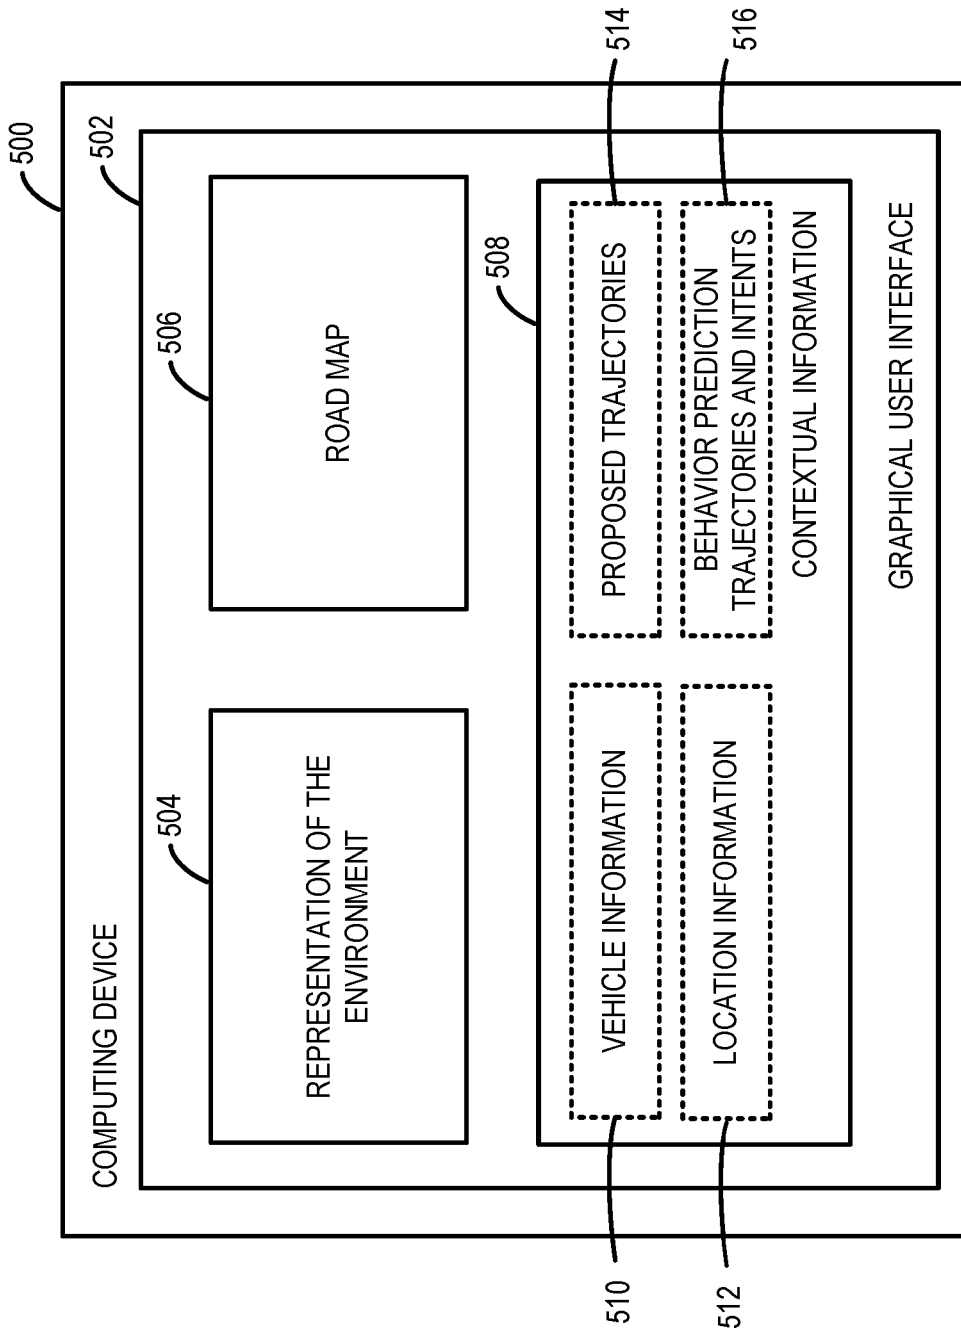 500
COMPUTING DEVICE
502
504
506
REPRESENTATION OF THE
ENVIRONMENT
ROAD MAP
508
510
VEHICLE INFORMATION
PROPOSED TRAJECTORIES
514
512
LOCATION INFORMATION
BEHAVIOR PREDICTION
TRAJECTORIES AND INTENTS
516
CONTEXTUAL INFORMATION
GRAPHICAL USER INTERFACE